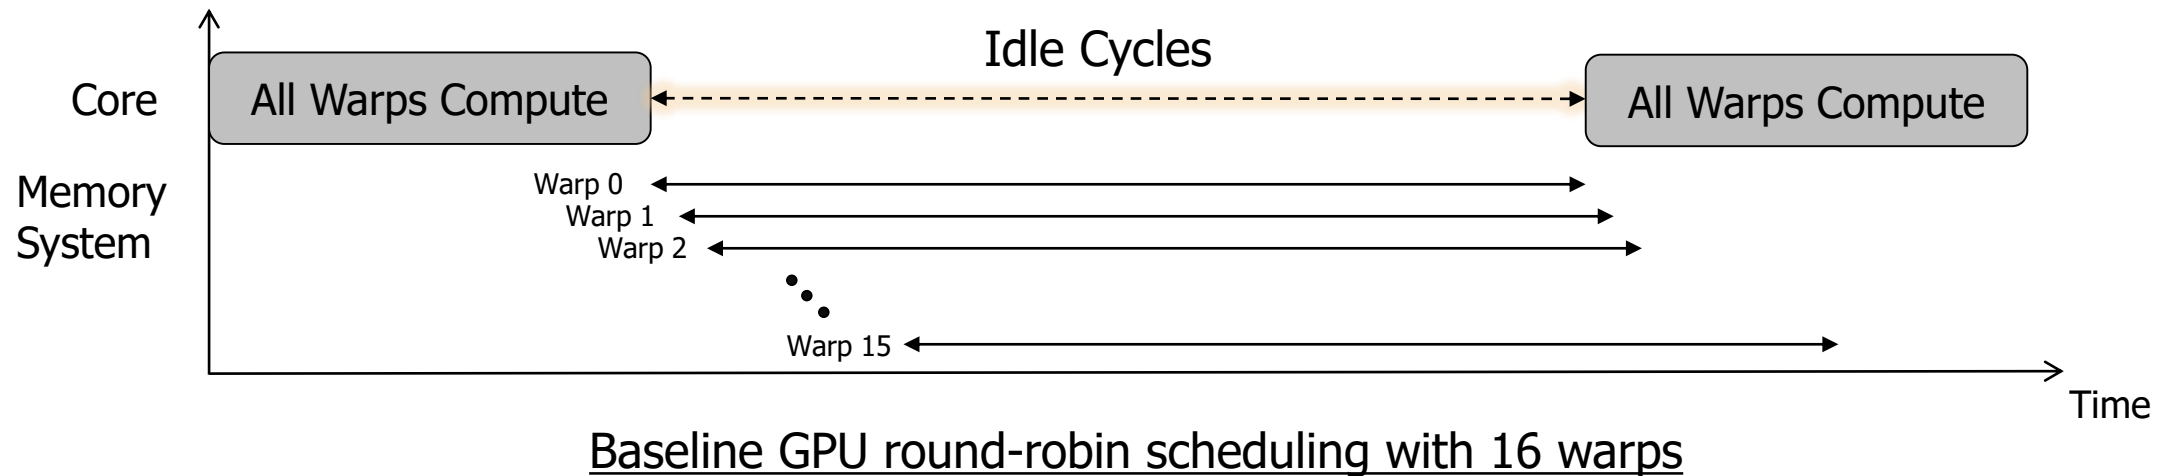 Idle Cycles
Core
All Warps Compute
All Warps Compute
Memory
System
Warp 0
Warp 1
Warp 2
Warp 15
Time
Baseline GPU round-robin scheduling with 16 warps